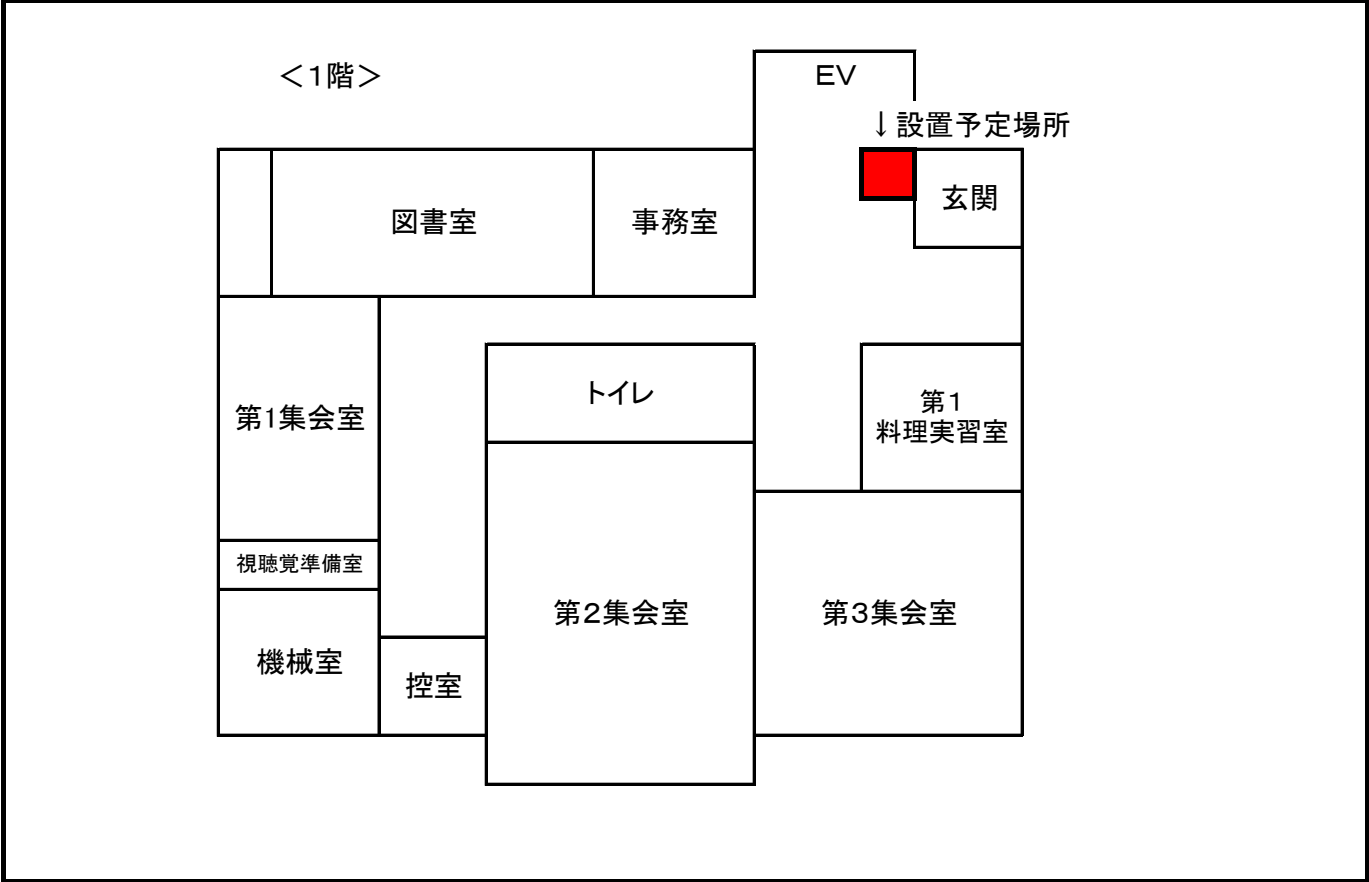 ＜1階＞
EV
↓設置予定場所
玄関
図書室
事務室
トイレ
第1
料理実習室
第1集会室
視聴覚準備室
第2集会室
第3集会室
機械室
控室